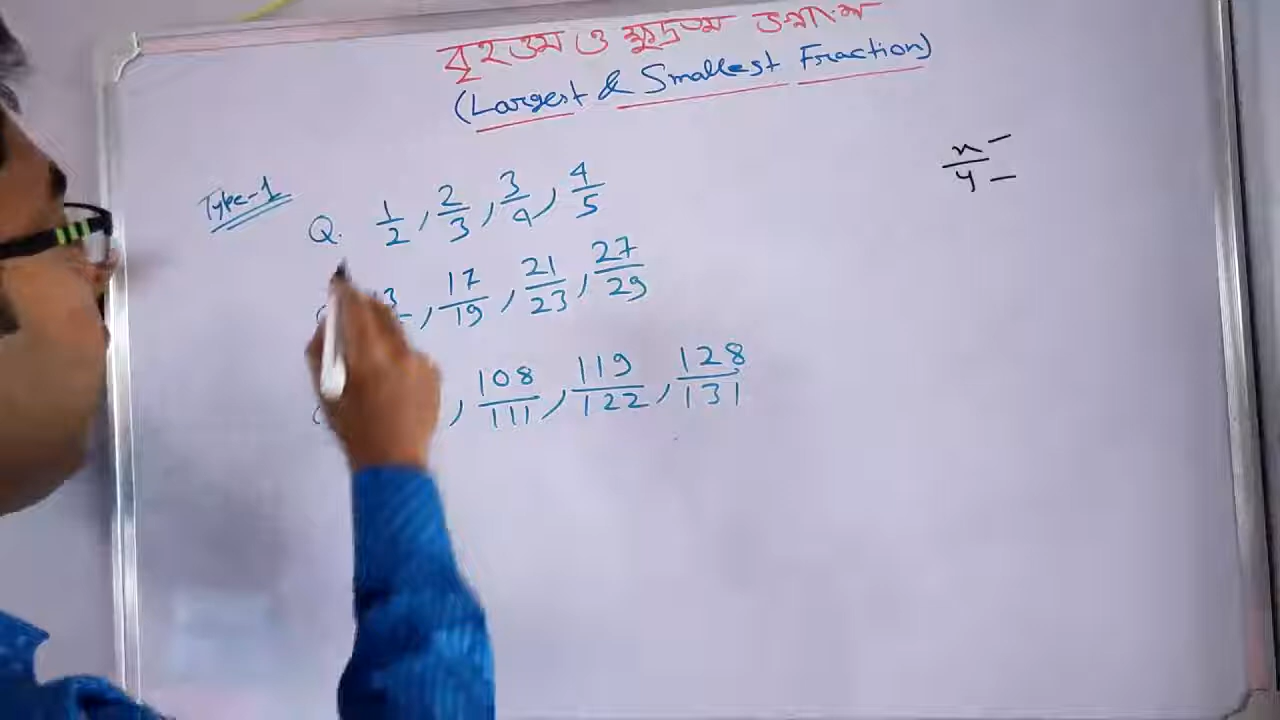 বৃহত্তম ও ক্ষুদ্রতম ভগ্নাংশ
(Largest & Smallest Fraction)
x/y
Type-1
Q. 1/2, 2/3, 3/4, 4/5
, 17/19, 21/23, 27/29
, 108/111, 119/122, 128/131